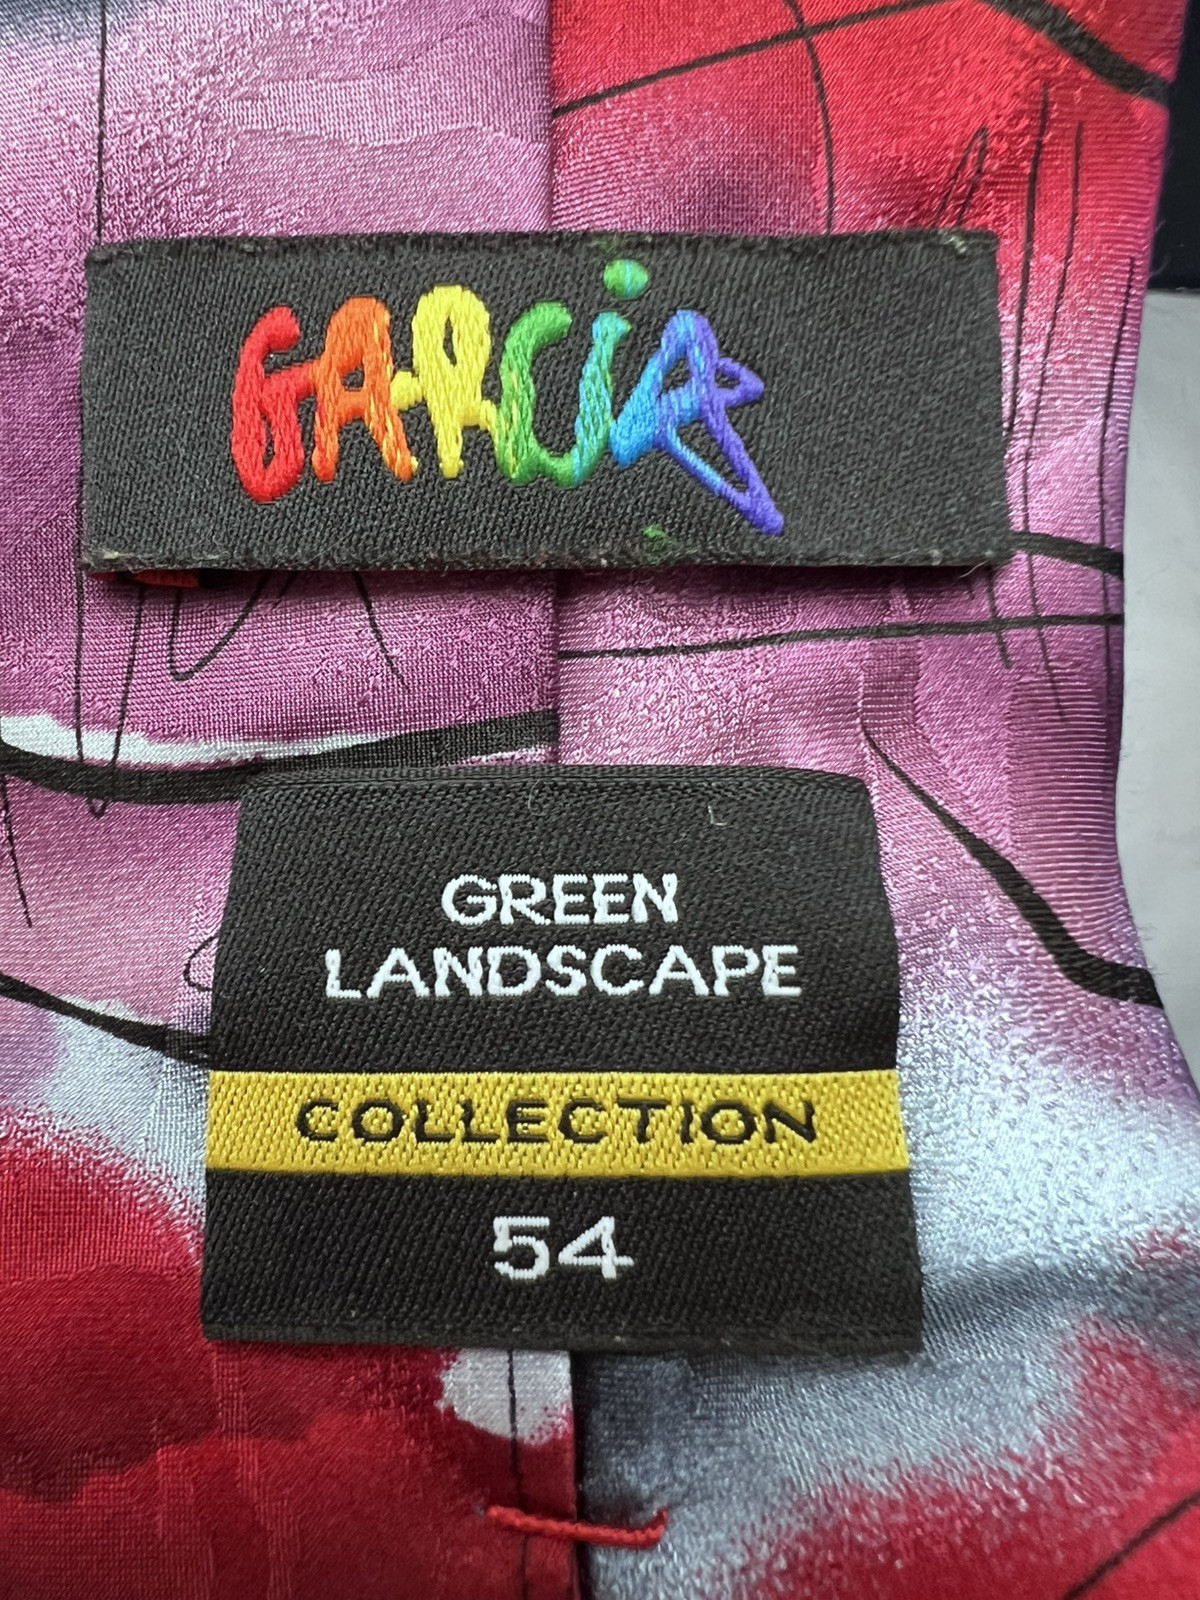 GARCiA
GREEN
LANDSCAPE
COLLECTION
54